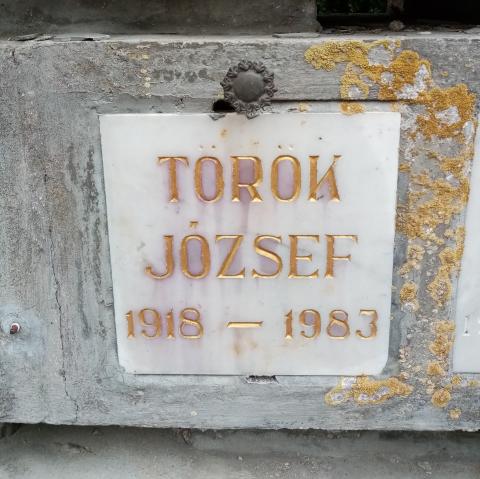 TÖRÖK
JÓZSEF
1918 – 1983